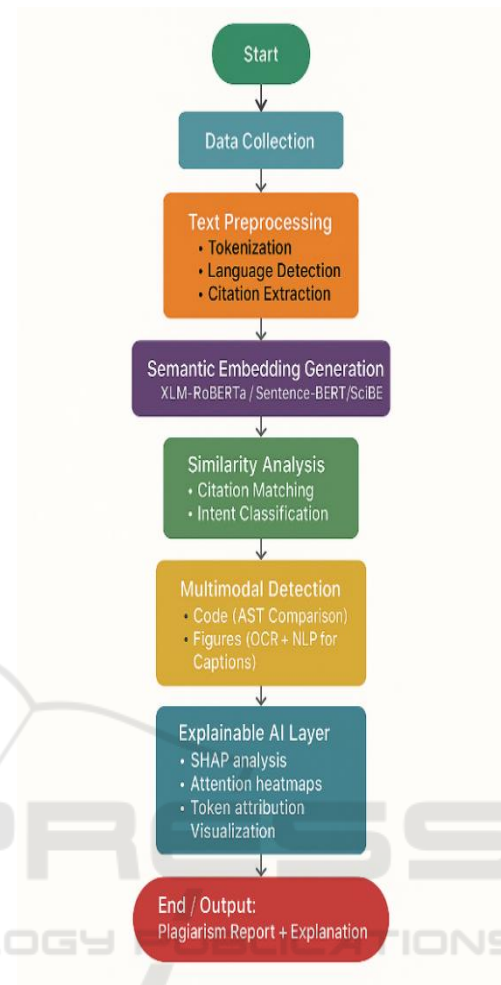 Start
Data Collection
Text Preprocessing
• Tokenization
• Language Detection
• Citation Extraction
Semantic Embedding Generation
XLM-RoBERTa / Sentence-BERT/SciBE
Similarity Analysis
• Citation Matching
• Intent Classification
Multimodal Detection
• Code (AST Comparison)
• Figures (OCR + NLP for
Captions)
Explainable AI Layer
• SHAP analysis
• Attention heatmaps
• Token attribution
Visualization
End / Output:
Plagiarism Report + Explanation